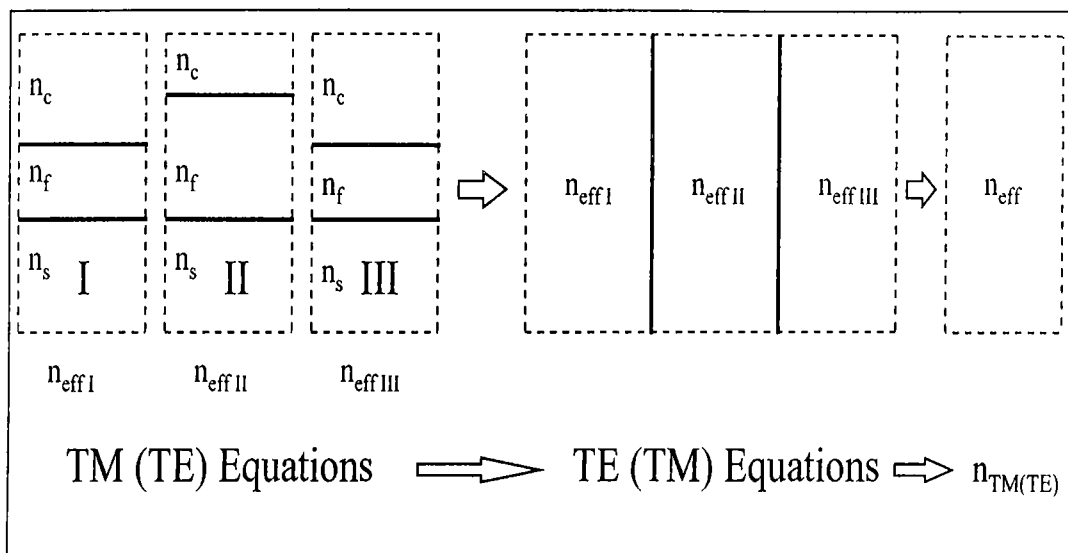 n_c n_c n_c
n_f n_f n_f
n_s I n_s II n_s III
n_eff I n_eff II n_eff III n_eff
n_eff I n_eff II n_eff III
TM (TE) Equations TE (TM) Equations n_TM(TE)